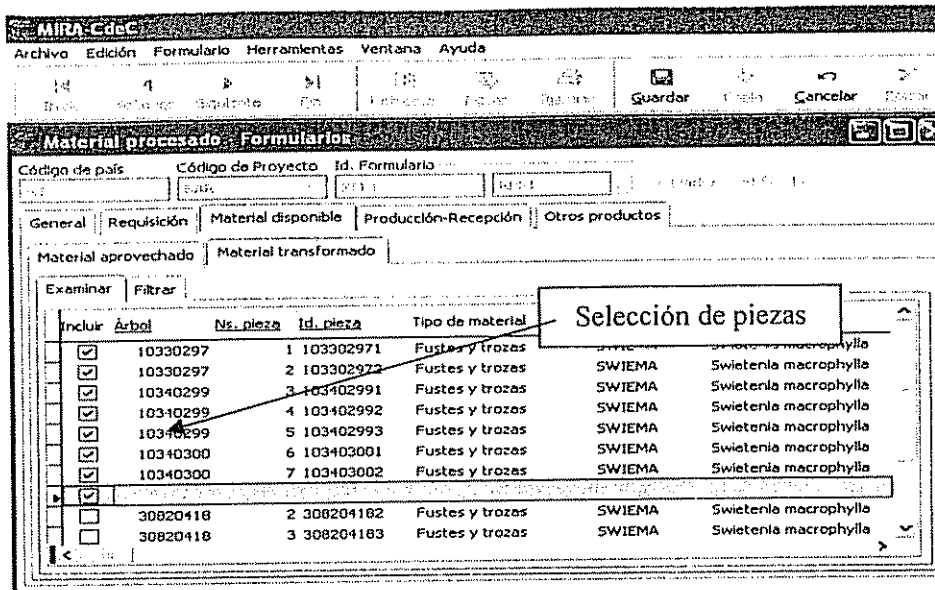 MIRA-CdeC
Archivo Edición Formulario Herramientas Ventana Ayuda
Guardar Cancelar
Material procesado - Formularios
Código de país Código de Proyecto Id. Formulario
General Requisición Material disponible Producción-Recepción Otros productos
Material aprovechado Material transformado
Examinar Filtrar
Selección de piezas
Incluir Árbol Ns. pieza Id. pieza Tipo de material
10330297 1 103302971 Fustes y trozas SWIEMA Swietenia macrophylla
10330297 2 103302972 Fustes y trozas SWIEMA Swietenia macrophylla
10340299 3 103402991 Fustes y trozas SWIEMA Swietenia macrophylla
10340299 4 103402992 Fustes y trozas SWIEMA Swietenia macrophylla
10340299 5 103402993 Fustes y trozas SWIEMA Swietenia macrophylla
10340300 6 103403001 Fustes y trozas SWIEMA Swietenia macrophylla
10340300 7 103403002 Fustes y trozas SWIEMA Swietenia macrophylla
30820418 2 308204182 Fustes y trozas SWIEMA Swietenia macrophylla
30820418 3 308204183 Fustes y trozas SWIEMA Swietenia macrophylla